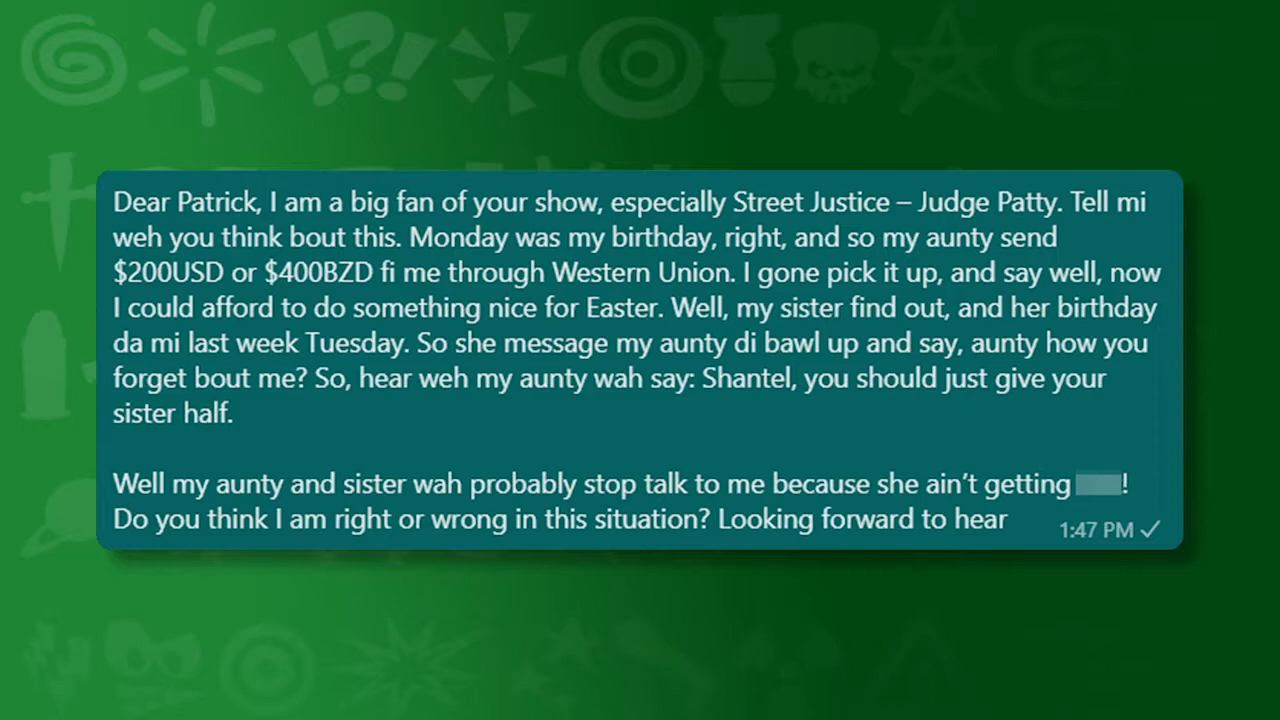 Dear Patrick, I am a big fan of your show, especially Street Justice – Judge Patty. Tell mi
weh you think bout this. Monday was my birthday, right, and so my aunty send
$200USD or $400BZD fi me through Western Union. I gone pick it up, and say well, now
I could afford to do something nice for Easter. Well, my sister find out, and her birthday
da mi last week Tuesday. So she message my aunty di bawl up and say, aunty how you
forget bout me? So, hear weh my aunty wah say: Shantel, you should just give your
sister half.
Well my aunty and sister wah probably stop talk to me because she ain't getting !
Do you think I am right or wrong in this situation? Looking forward to hear
1:47 PM